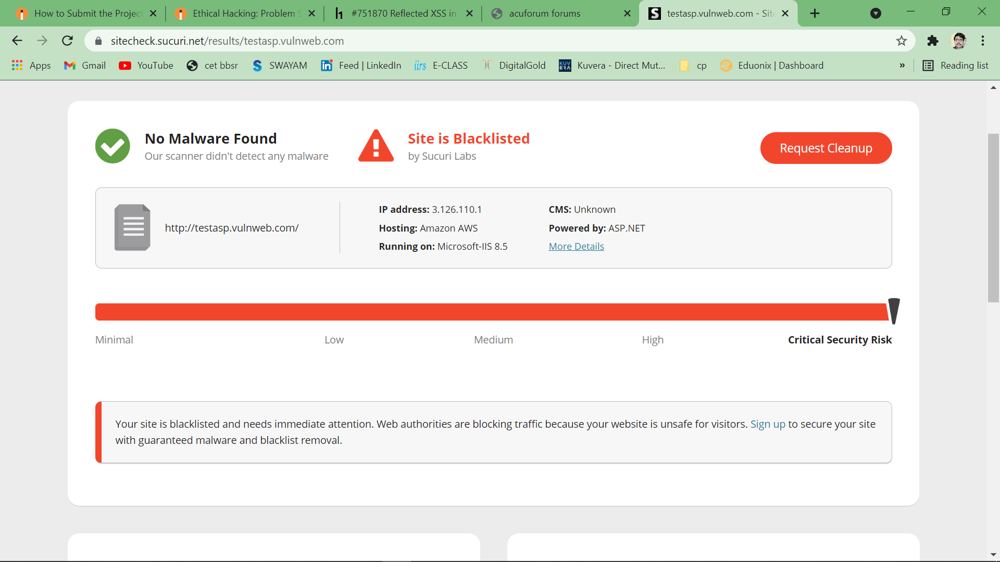 How to Submit the Project
Ethical Hacking: Problem S
#751870 Reflected XSS in
acuforum forums
testasp.vulnweb.com - Site
sitecheck.sucuri.net/results/testasp.vulnweb.com
Apps
Gmail
YouTube
cet bbsr
SWAYAM
Feed | LinkedIn
E-CLASS
DigitalGold
Kuvera - Direct Mut...
cp
Eduonix | Dashboard
»
Reading list
No Malware Found
Our scanner didn't detect any malware
Site is Blacklisted
by Sucuri Labs
Request Cleanup
http://testasp.vulnweb.com/
IP address: 3.126.110.1
Hosting: Amazon AWS
Running on: Microsoft-IIS 8.5
CMS: Unknown
Powered by: ASP.NET
More Details
Minimal
Low
Medium
High
Critical Security Risk
Your site is blacklisted and needs immediate attention. Web authorities are blocking traffic because your website is unsafe for visitors. Sign up to secure your site
with guaranteed malware and blacklist removal.